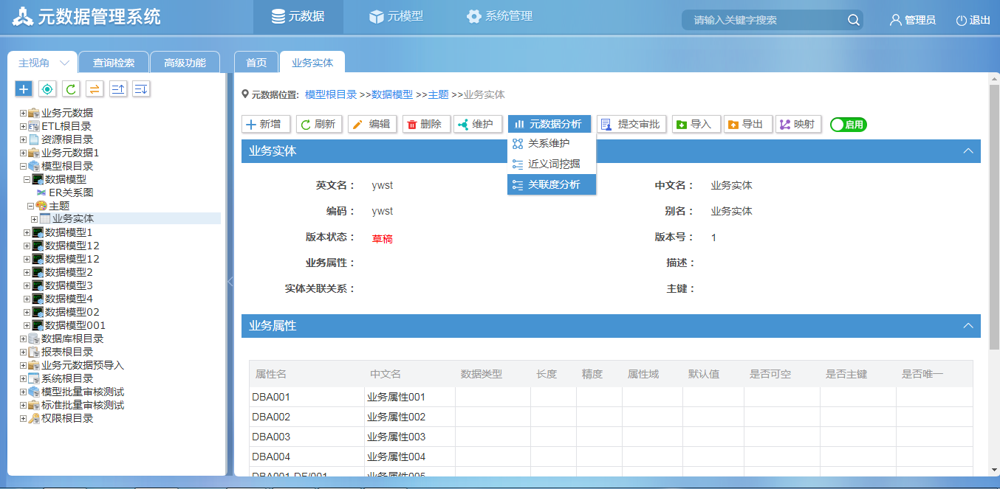 元数据管理系统
元数据
元模型
系统管理
请输入关键字搜索
管理员
退出
主视角
查询检索
高级功能
首页
业务实体
元数据位置: 模型根目录 >>数据模型 >>主题 >>业务实体
新增
刷新
编辑
删除
维护
元数据分析
提交审批
导入
导出
映射
启用
关系维护
近义词挖掘
关联度分析
业务元数据
ETL根目录
资源根目录
业务元数据1
模型根目录
数据模型
ER关系图
主题
业务实体
数据模型1
数据模型12
数据模型12
数据模型2
数据模型3
数据模型4
数据模型02
数据模型001
数据库根目录
报表根目录
业务元数据预导入
系统根目录
模型批量审核测试
标准批量审核测试
权限根目录
业务实体
英文名: ywst
中文名: 业务实体
编码: ywst
别名: 业务实体
版本状态: 草稿
版本号: 1
业务属性:
描述:
实体关联关系:
主键:
业务属性
属性名 中文名 数据类型 长度 精度 属性域 默认值 是否可空 是否主键 是否唯一
DBA001 业务属性001
DBA002 业务属性002
DBA003 业务属性003
DBA004 业务属性004